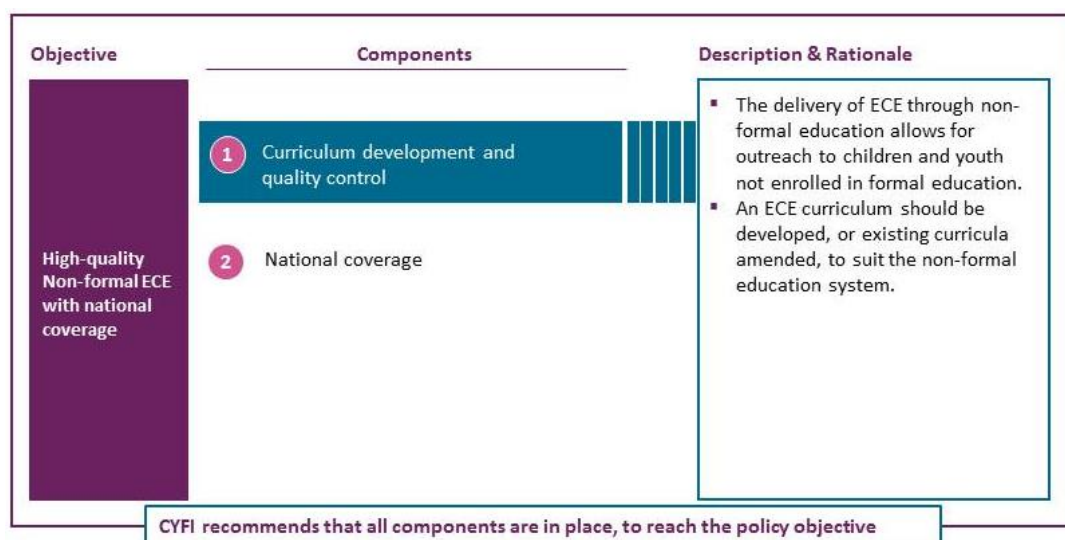 Objective
Components
Description & Rationale
High-quality
Non-formal ECE
with national
coverage
1
Curriculum development and
quality control
2
National coverage
▪ The delivery of ECE through non-
formal education allows for
outreach to children and youth
not enrolled in formal education.
▪ An ECE curriculum should be
developed, or existing curricula
amended, to suit the non-formal
education system.
CYFI recommends that all components are in place, to reach the policy objective